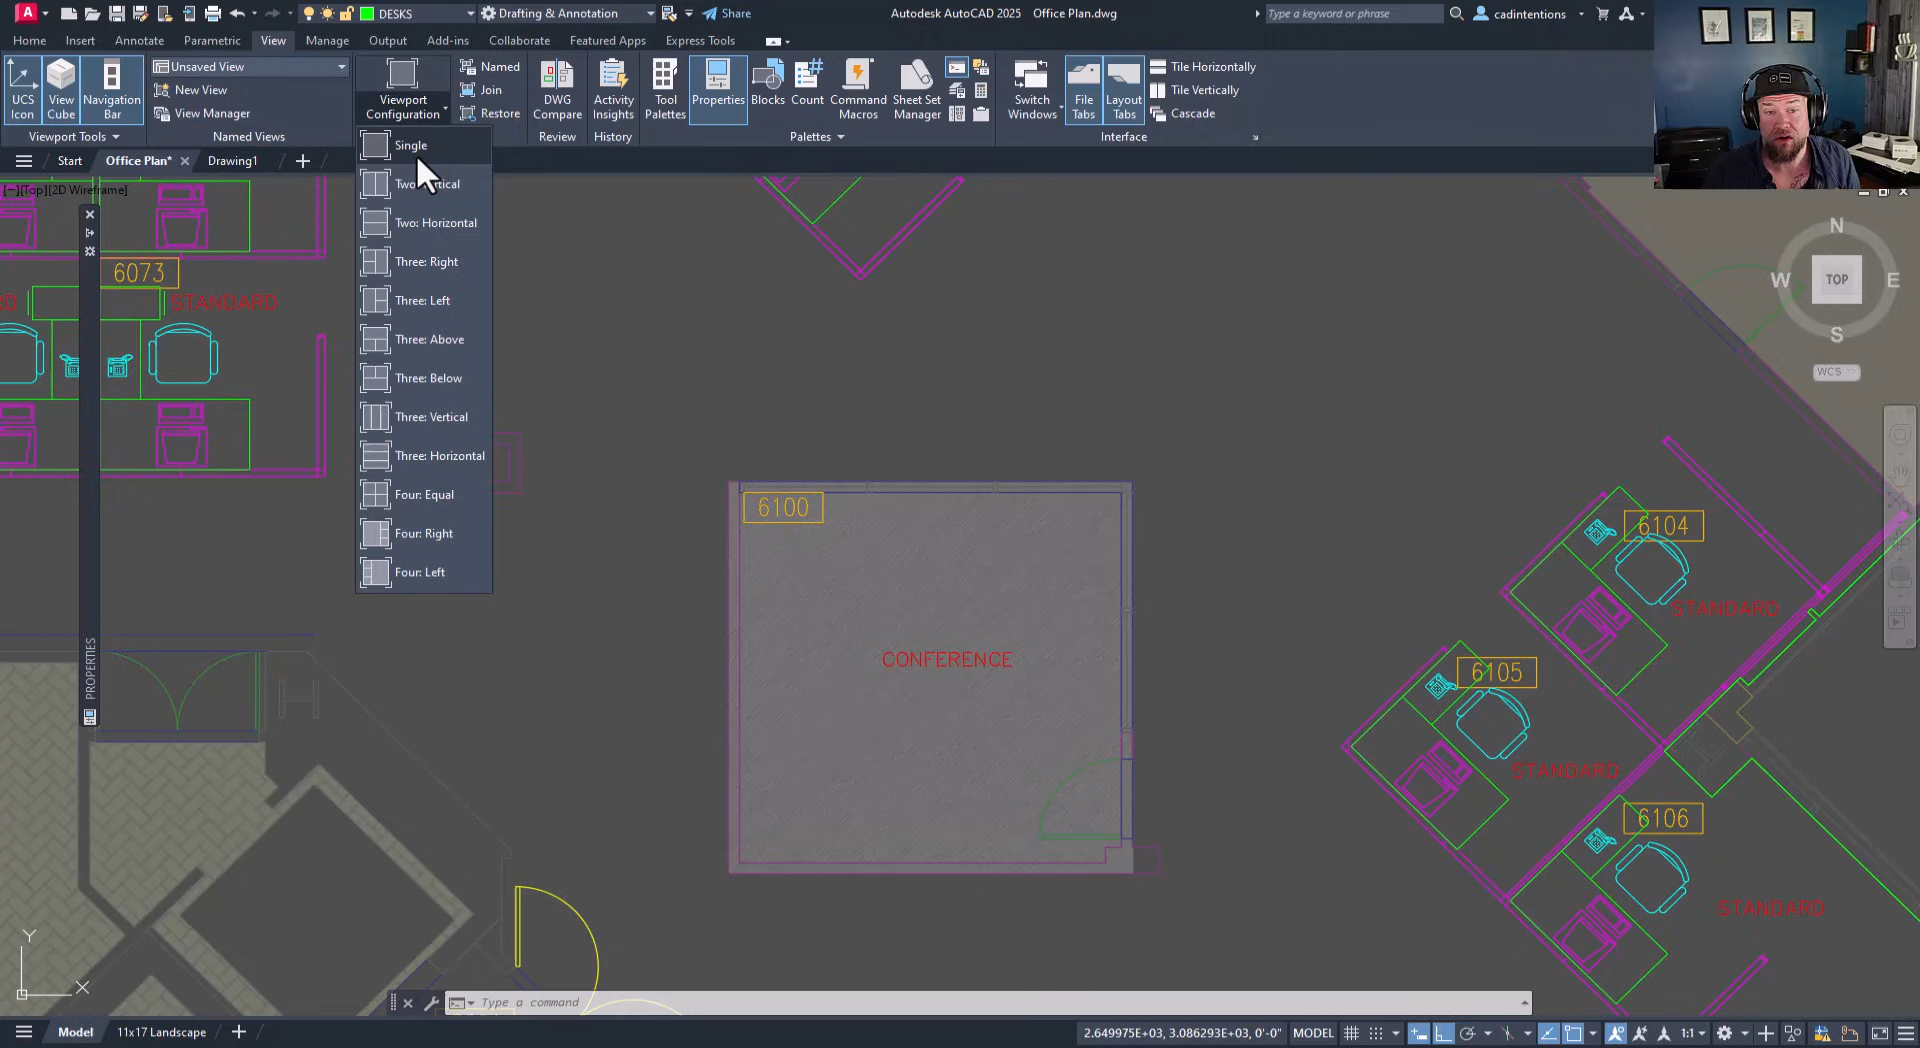 A DESKS Drafting & Annotation Share Autodesk AutoCAD 2025 Office Plan.dwg Type a keyword or phrase cadintentions
Home Insert Annotate Parametric View Manage Output Add-ins Collaborate Featured Apps Express Tools
UCS Icon
View Cube
Navigation Bar
Viewport Tools
Unsaved View
New View
View Manager
Named Views
Viewport Configuration
Named
Join
Restore
DWG Compare
Review
Activity Insights
History
Tool Palettes
Properties
Blocks
Count
Command Macros
Sheet Set Manager
Palettes
Switch Windows
File Tabs
Layout Tabs
Tile Horizontally
Tile Vertically
Cascade
Interface
Start Office Plan* Drawing1
[−][Top][2D Wireframe]
Single
Two: Vertical
Two: Horizontal
Three: Right
Three: Left
Three: Above
Three: Below
Three: Vertical
Three: Horizontal
Four: Equal
Four: Right
Four: Left
PROPERTIES
6073
STANDARD
6100
CONFERENCE
6104
STANDARD
6105
STANDARD
6106
STANDARD
N
W TOP E
S
WCS
Y
X
Type a command
Model 11x17 Landscape
2.649975E+03, 3.086293E+03, 0'-0" MODEL 1:1